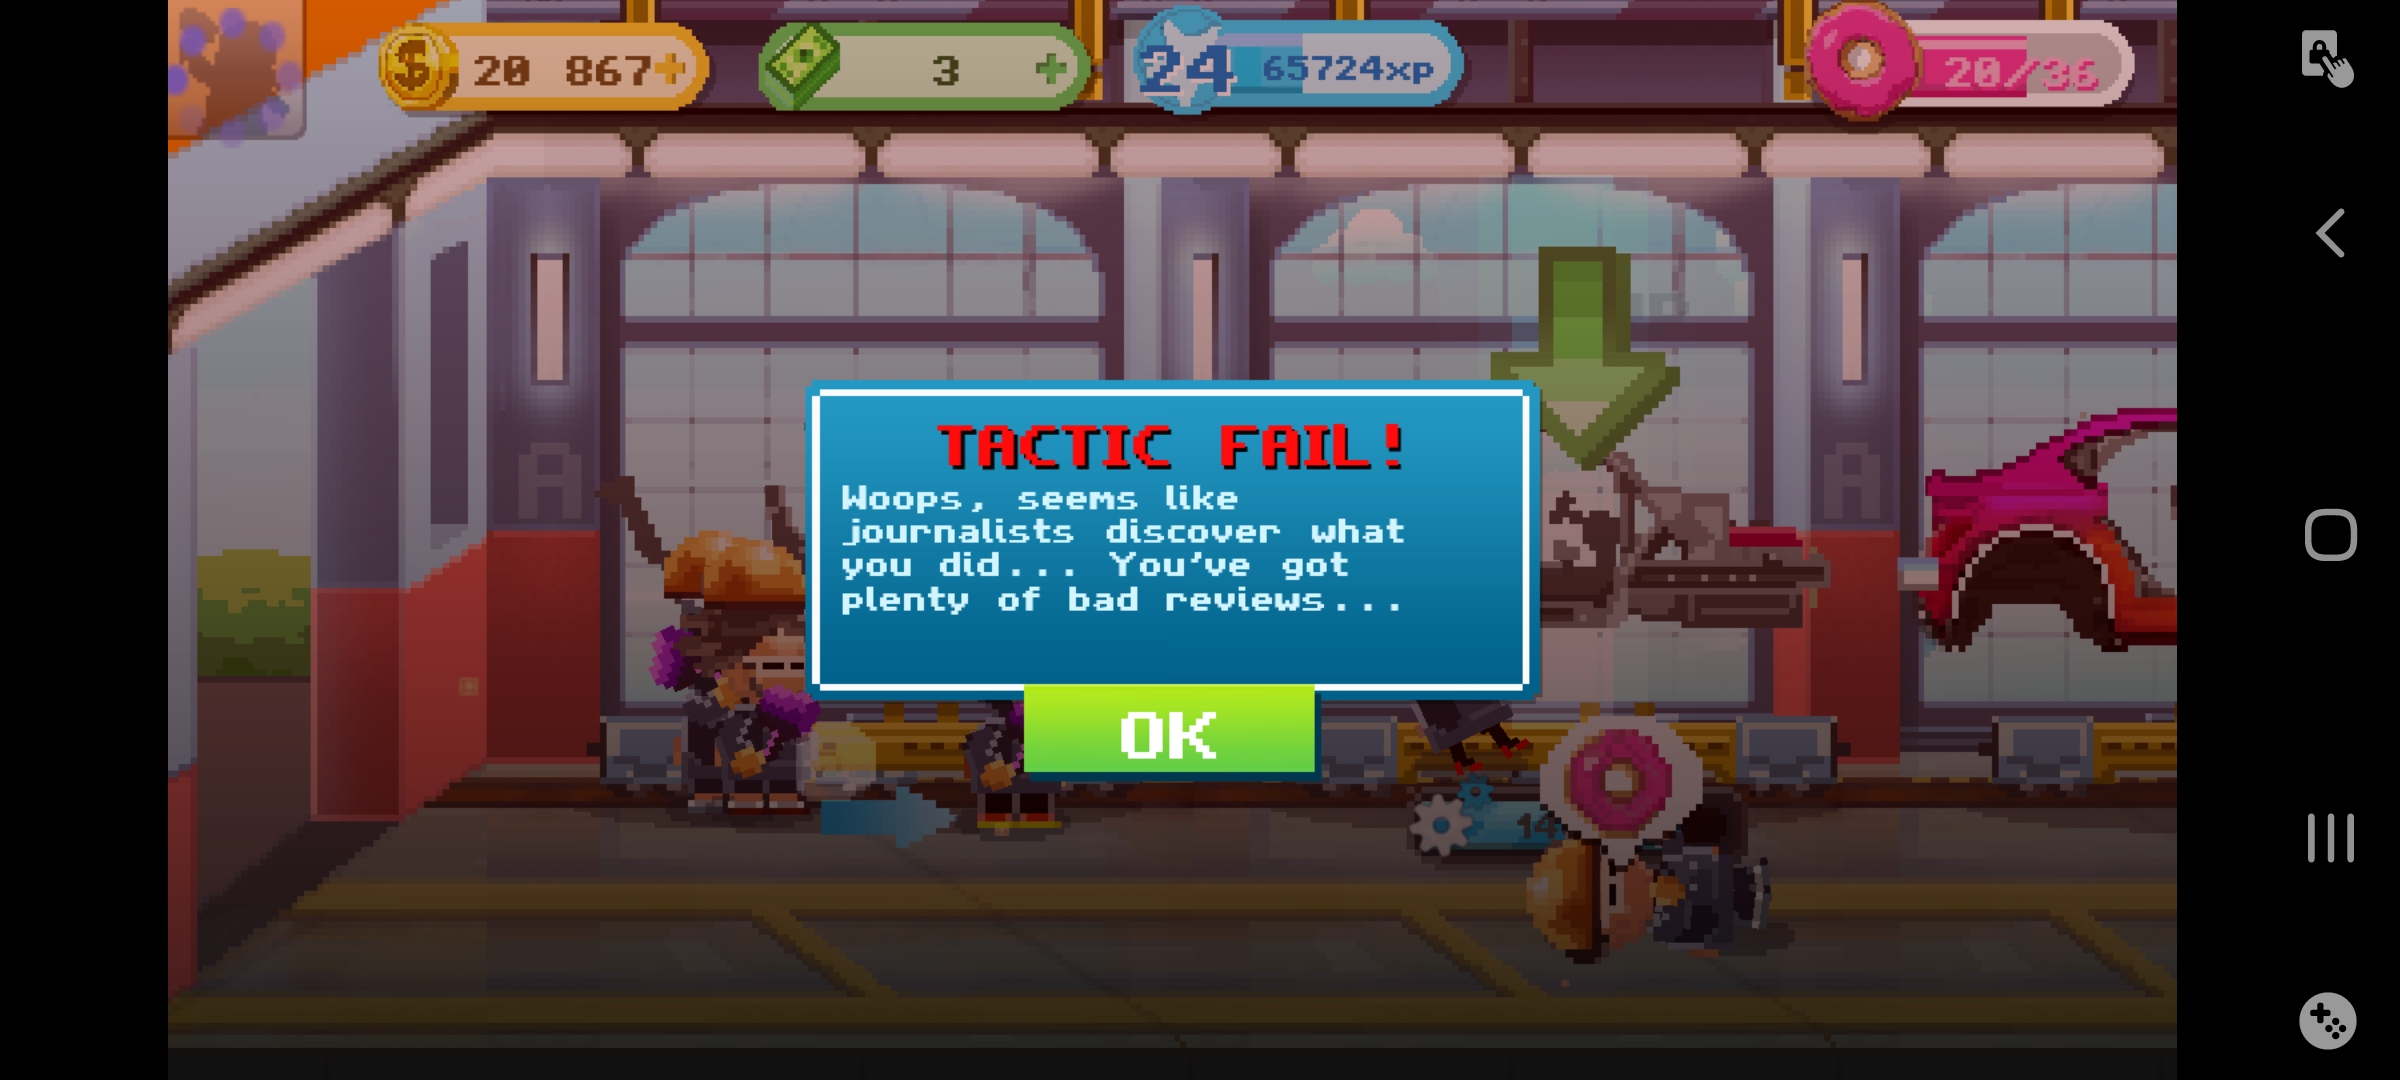 20 867+
3 +
24 65724xp
20/36
A
A
TACTIC FAIL!
Woops, seems like
journalists discover what
you did... You've got
plenty of bad reviews...
OK
14